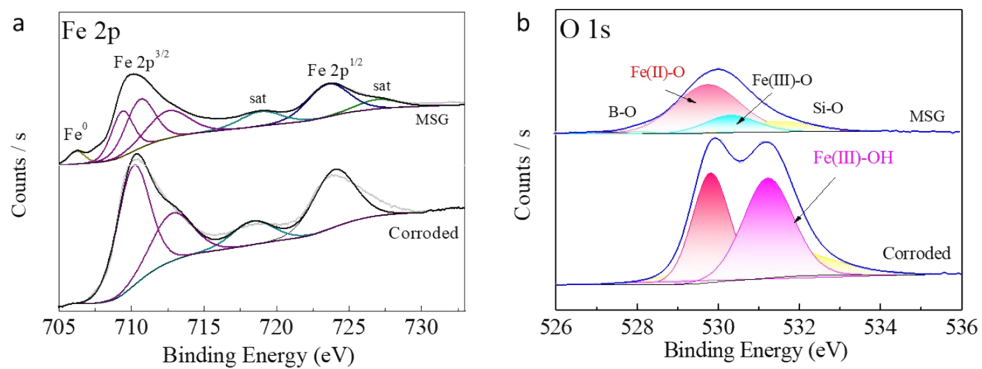 a
Fe 2p
Fe 2p3/2
Fe 2p1/2
sat
sat
Fe0
MSG
Corroded
Counts / s
705 710 715 720 725 730
Binding Energy (eV)
b
O 1s
Fe(II)-O
Fe(III)-O
B-O
Si-O
MSG
Fe(III)-OH
Corroded
Counts / s
526 528 530 532 534 536
Binding Energy (eV)